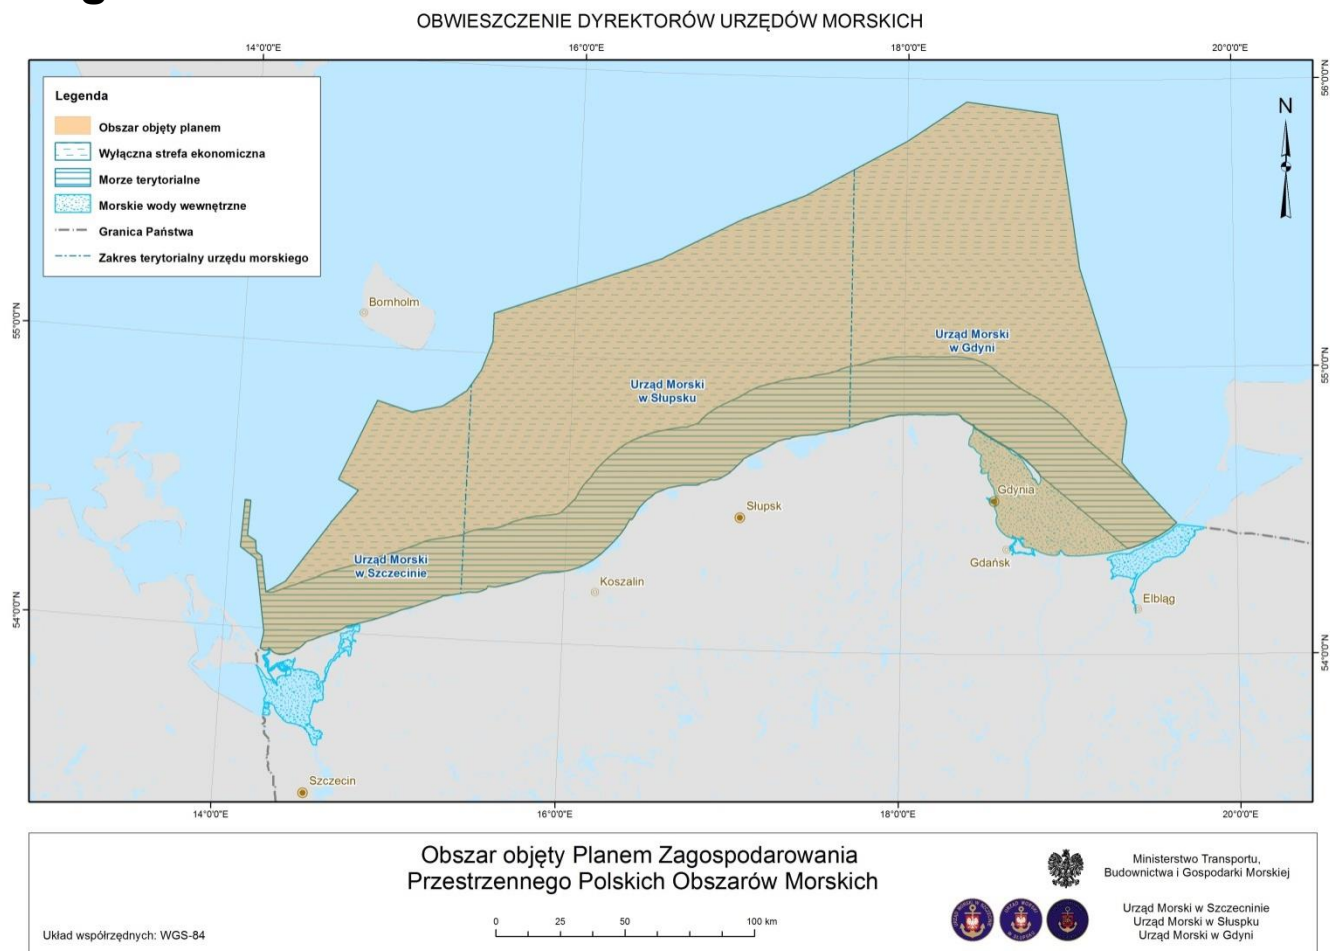 OBWIESZCZENIE DYREKTORÓW URZĘDÓW MORSKICH
14°0'0"E
16°0'0"E
18°0'0"E
20°0'0"E
56°0'0"N
Legenda
Obszar objęty planem
Wyłączna strefa ekonomiczna
Morze terytorialne
Morskie wody wewnętrzne
Granica Państwa
Zakres terytorialny urzędu morskiego
N
Bornholm
55°0'0"N
55°0'0"N
Urząd Morski
w Gdyni
Urząd Morski
w Słupsku
Gdynia
Słupsk
Gdańsk
Urząd Morski
w Szczecinie
Koszalin
Elbląg
54°0'0"N
54°0'0"N
Szczecin
14°0'0"E
16°0'0"E
18°0'0"E
20°0'0"E
Obszar objęty Planem Zagospodarowania
Przestrzennego Polskich Obszarów Morskich
0 25 50 100 km
Układ współrzędnych: WGS-84
Ministerstwo Transportu,
Budownictwa i Gospodarki Morskiej
Urząd Morski w Szczecninie
Urząd Morski w Słupsku
Urząd Morski w Gdyni